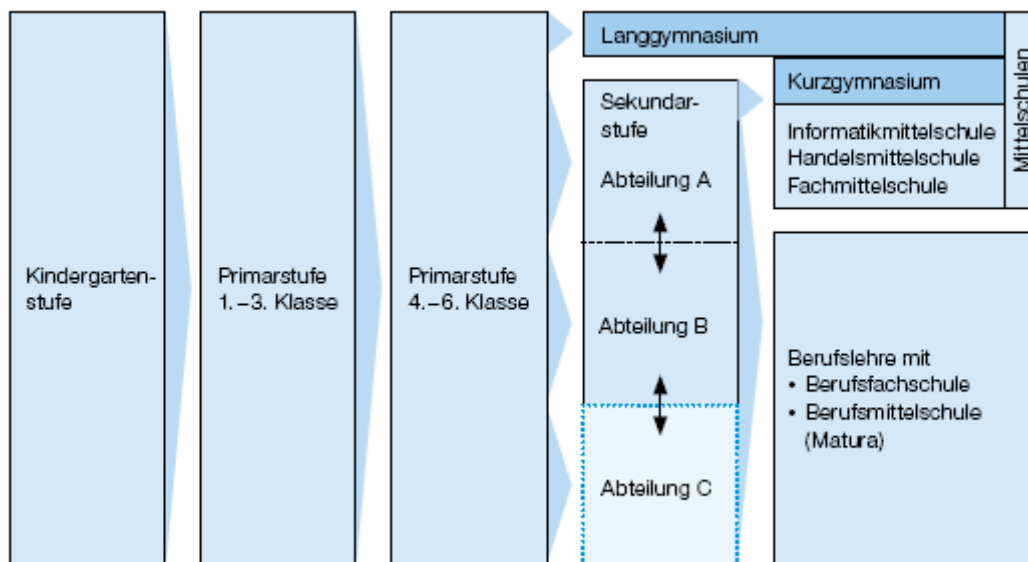 Kindergarten-
stufe
Primarstufe
1.–3. Klasse
Primarstufe
4.–6. Klasse
Langgymnasium
Sekundar-
stufe
Abteilung A
Abteilung B
Abteilung C
Kurzgymnasium
Informatikmittelschule
Handelsmittelschule
Fachmittelschule
Mittelschulen
Berufslehre mit
• Berufsfachschule
• Berufsmittelschule
(Matura)